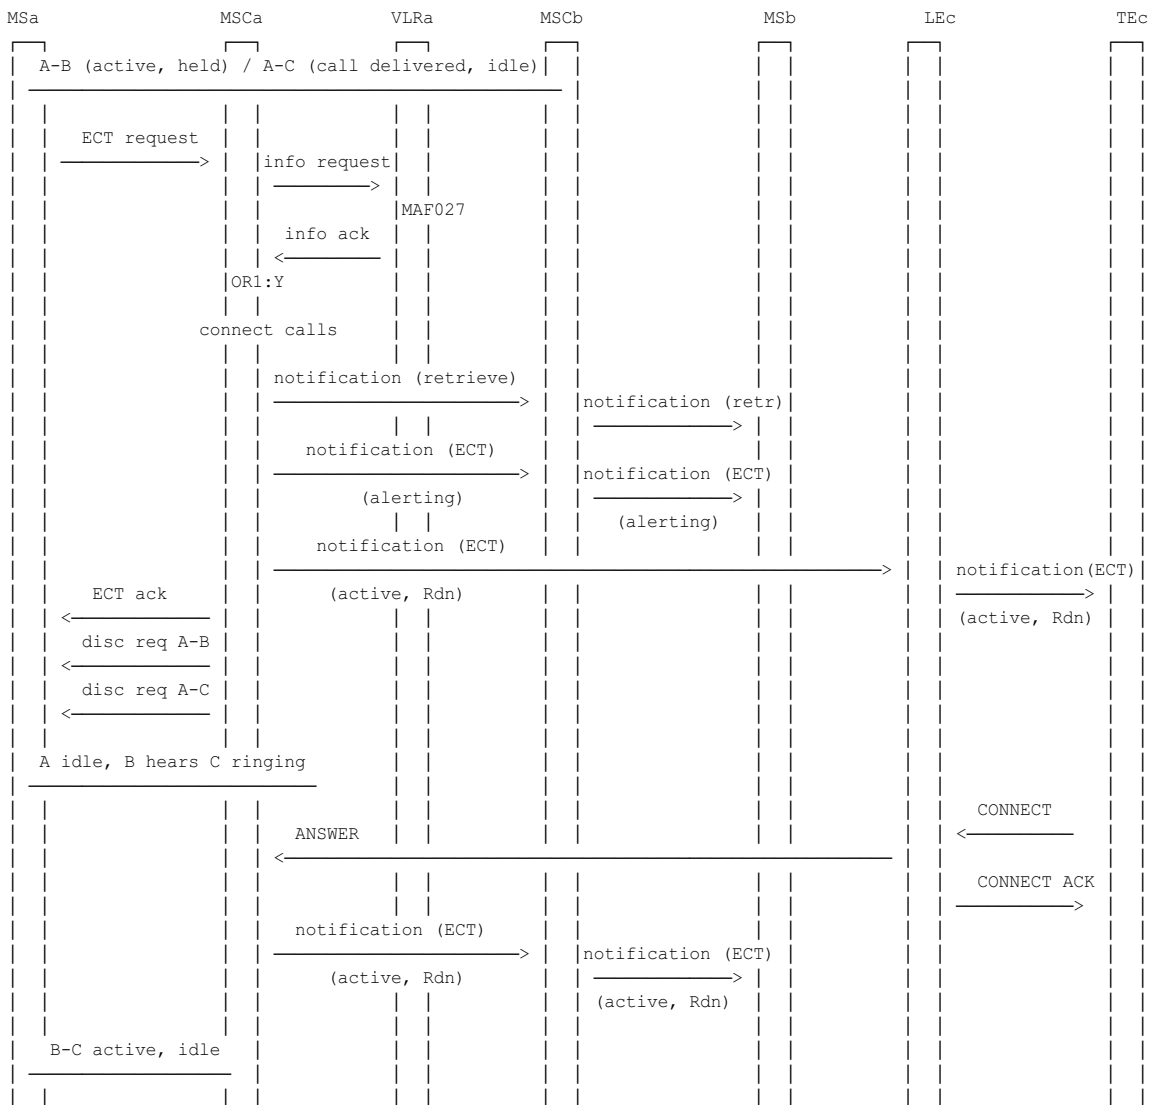 MSa MSCa VLRa MSCb MSb LEc TEc
A-B (active, held) / A-C (call delivered, idle)
ECT request
info request
MAF027
info ack
OR1:Y
connect calls
notification (retrieve)
notification (retr)
notification (ECT)
notification (ECT)
(alerting)
(alerting)
notification (ECT)
notification(ECT)
ECT ack (active, Rdn)
(active, Rdn)
disc req A-B
disc req A-C
A idle, B hears C ringing
CONNECT
ANSWER
CONNECT ACK
notification (ECT)
notification (ECT)
(active, Rdn)
(active, Rdn)
B-C active, idle